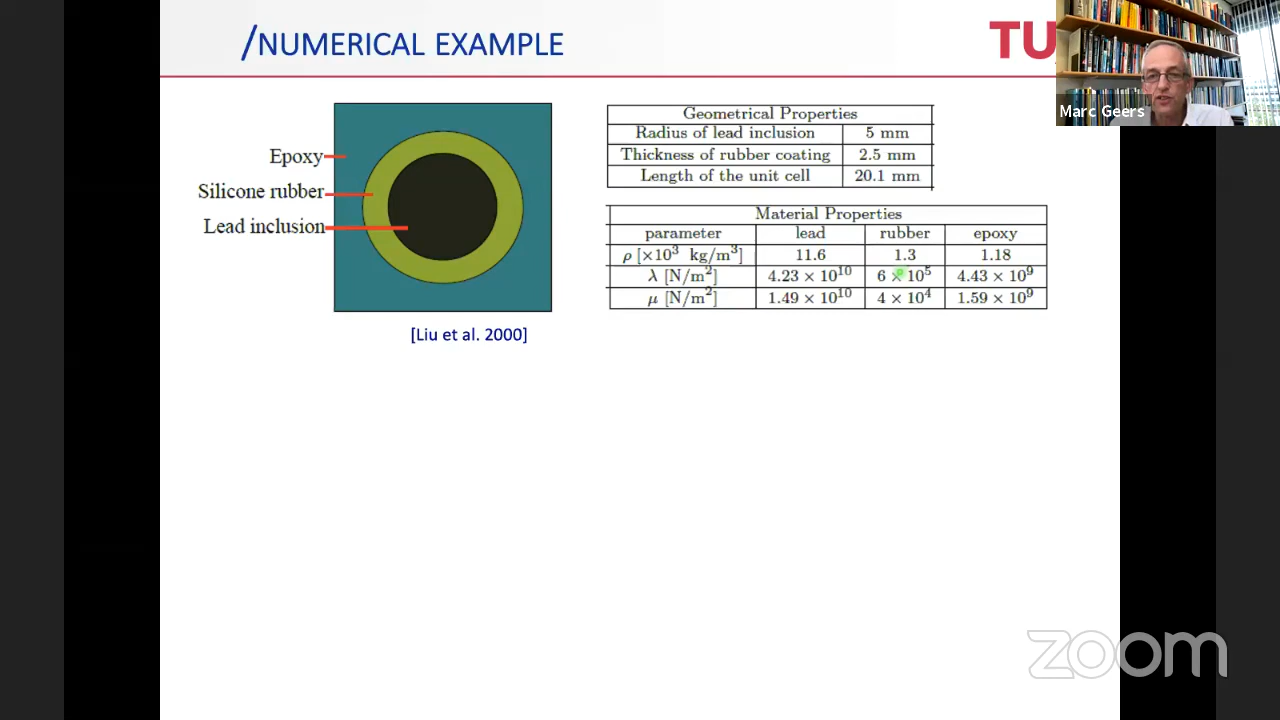 /NUMERICAL EXAMPLE
TU
Marc Geers
Epoxy
Silicone rubber
Lead inclusion
[Liu et al. 2000]
Geometrical Properties
Radius of lead inclusion 5 mm
Thickness of rubber coating 2.5 mm
Length of the unit cell 20.1 mm
Material Properties
parameter lead rubber epoxy
ρ [×10³ kg/m³] 11.6 1.3 1.18
λ [N/m²] 4.23 × 10¹⁰ 6 × 10⁵ 4.43 × 10⁹
μ [N/m²] 1.49 × 10¹⁰ 4 × 10⁴ 1.59 × 10⁹
zoom